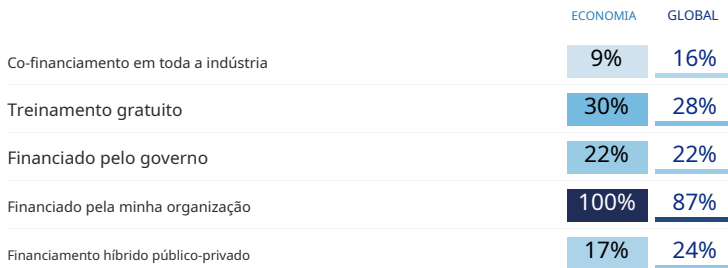 ECONOMIA GLOBAL
Co-financiamento em toda a indústria 9% 16%
Treinamento gratuito 30% 28%
Financiado pelo governo 22% 22%
Financiado pela minha organização 100% 87%
Financiamento híbrido público-privado 17% 24%